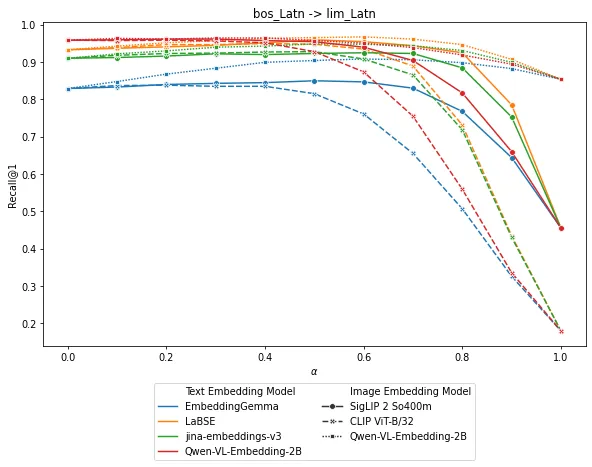 bos_Latn -> lim_Latn
Recall@1
1.0
0.9
0.8
0.7
0.6
0.5
0.4
0.3
0.2
0.0 0.2 0.4 0.6 0.8 1.0
α
Text Embedding Model Image Embedding Model
EmbeddingGemma SigLIP 2 So400m
LaBSE CLIP ViT-B/32
jina-embeddings-v3 Qwen-VL-Embedding-2B
Qwen-VL-Embedding-2B